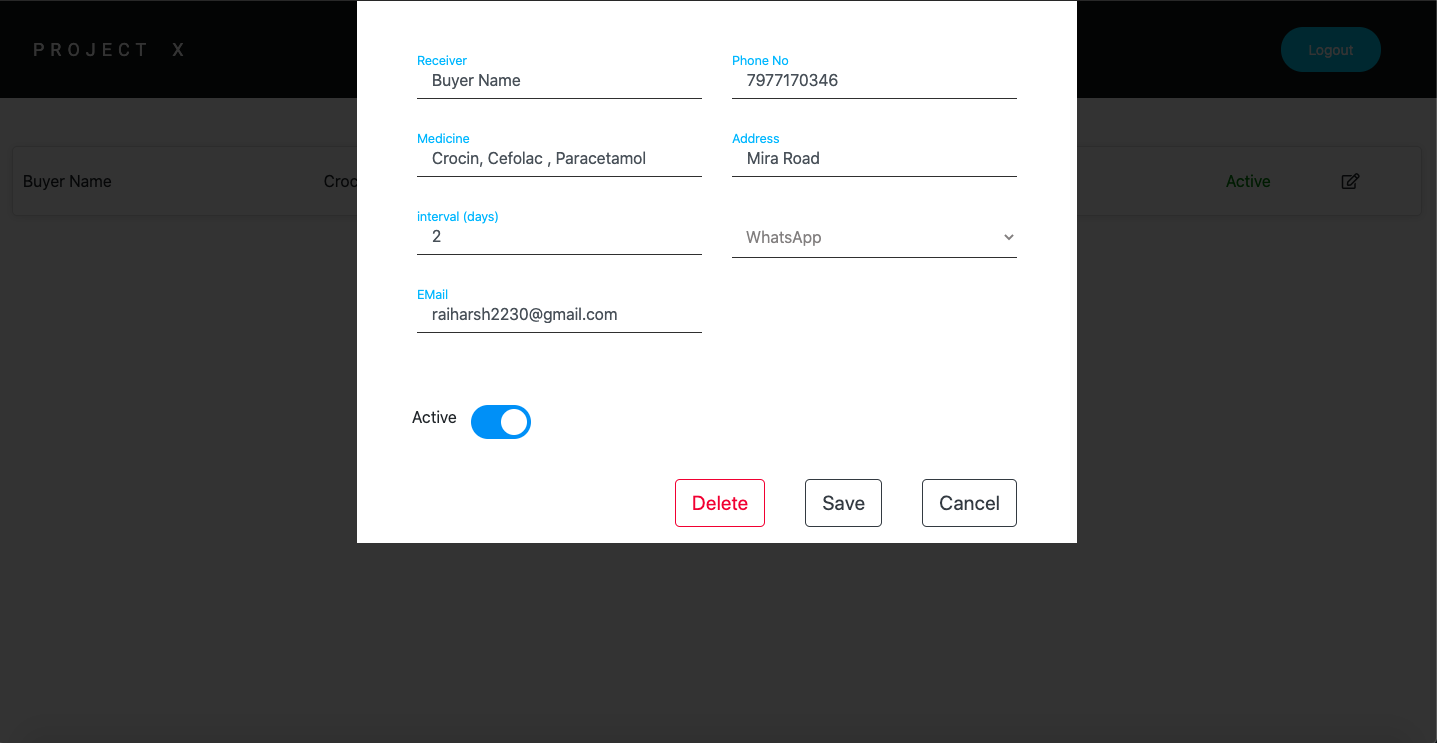 PROJECT X
Logout
Receiver
Buyer Name
Phone No
7977170346
Medicine
Crocin, Cefolac , Paracetamol
Address
Mira Road
Buyer Name
Croc
Active
interval (days)
2
WhatsApp
EMail
raiharsh2230@gmail.com
Active
Delete
Save
Cancel